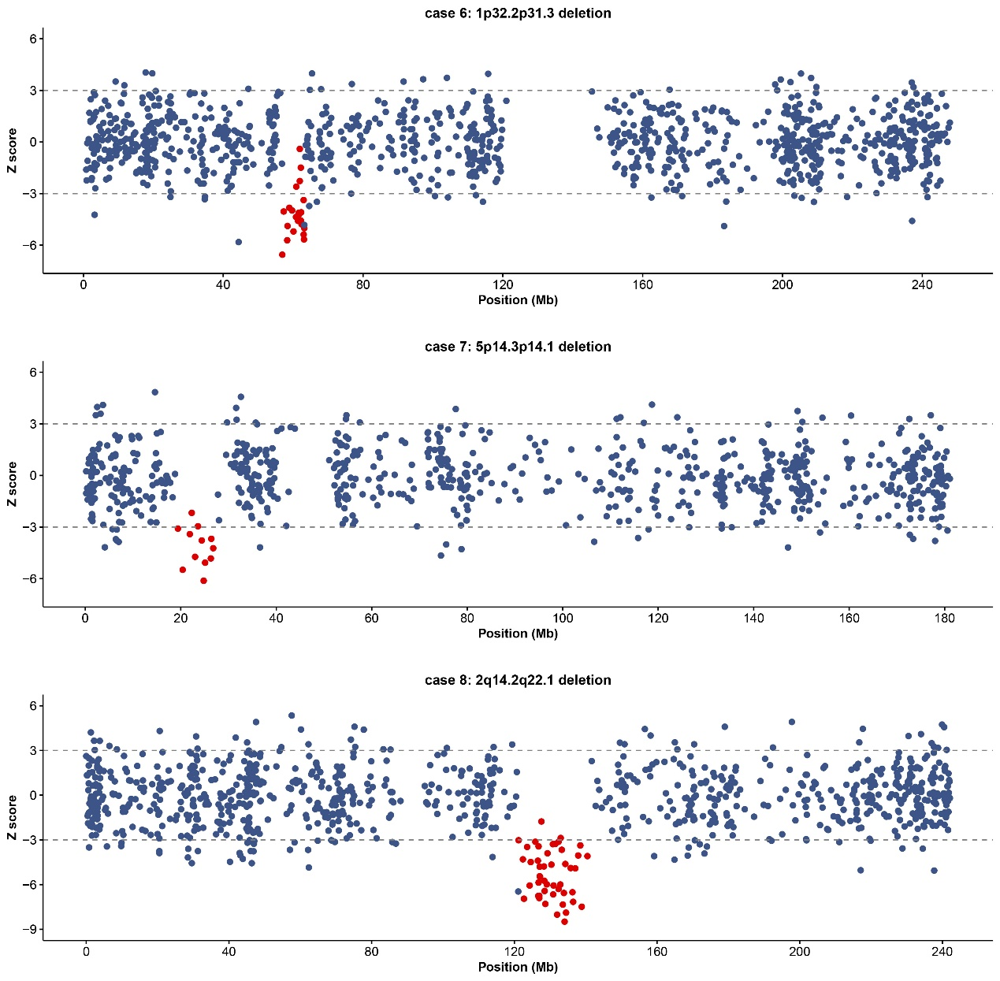 case 6: 1p32.2p31.3 deletion
6
3
0
−3
−6
Z score
0 40 80 120 160 200 240
Position (Mb)
case 7: 5p14.3p14.1 deletion
6
3
0
−3
−6
Z score
0 20 40 60 80 100 120 140 160 180
Position (Mb)
case 8: 2q14.2q22.1 deletion
6
3
0
−3
−6
−9
Z score
0 40 80 120 160 200 240
Position (Mb)